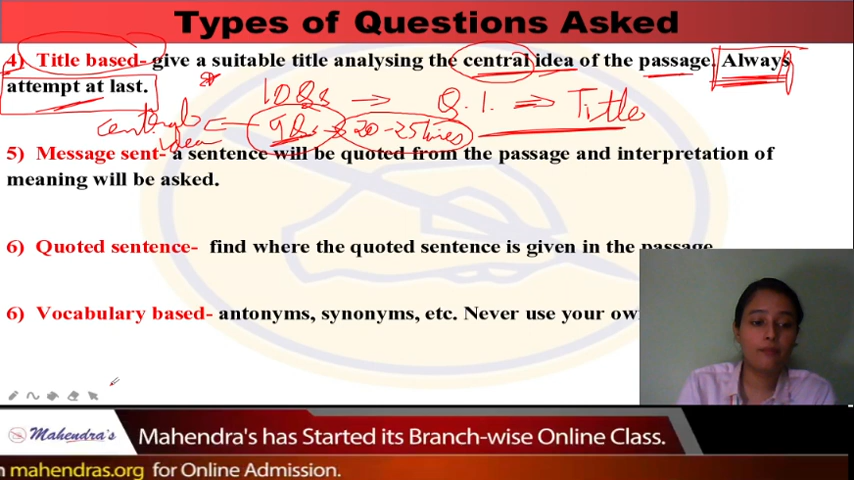 Types of Questions Asked
4) Title based- give a suitable title analysing the central idea of the passage. Always
attempt at last.
10 Qs → Q.1. ⇒ Title
central idea = 9Qs 20-25 lines
5) Message sent- a sentence will be quoted from the passage and interpretation of
meaning will be asked.
6) Quoted sentence- find where the quoted sentence is given in the passage
6) Vocabulary based- antonyms, synonyms, etc. Never use your own
Mahendra's
Mahendra's has Started its Branch-wise Online Class.
mahendras.org for Online Admission.